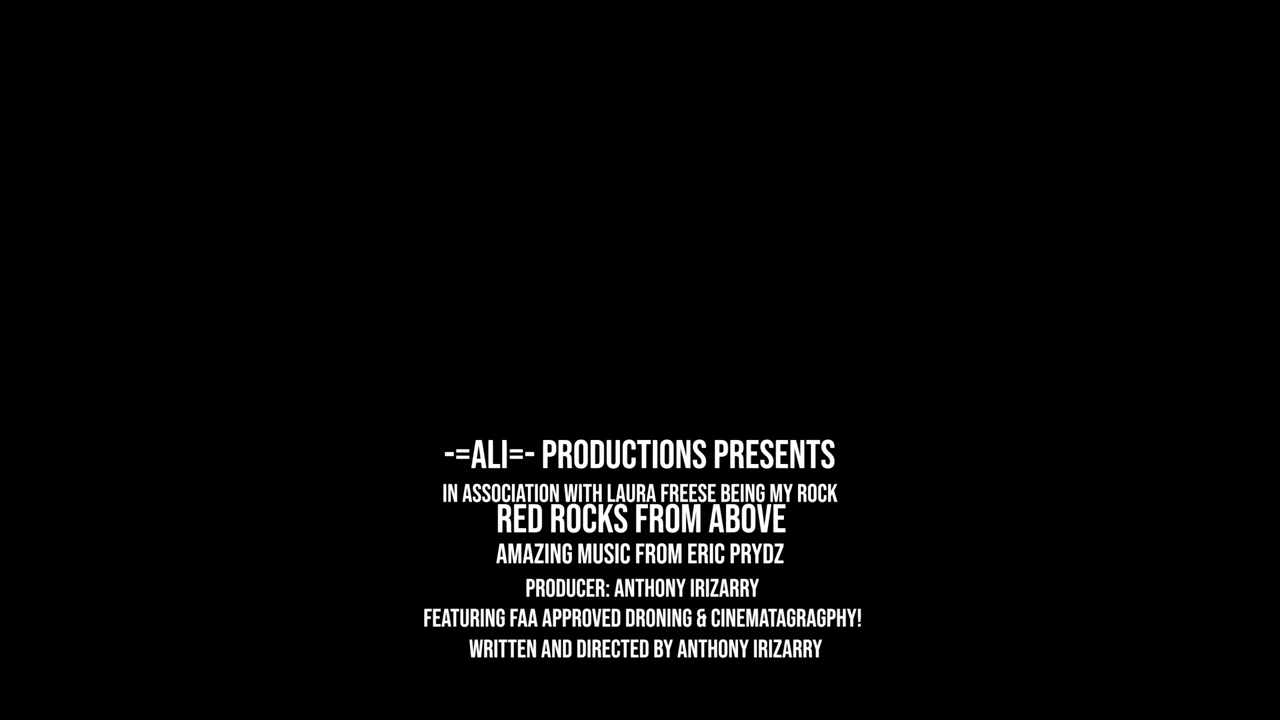 -=ALI=- PRODUCTIONS PRESENTS
IN ASSOCIATION WITH LAURA FREESE BEING MY ROCK
RED ROCKS FROM ABOVE
AMAZING MUSIC FROM ERIC PRYDZ
PRODUCER: ANTHONY IRIZARRY
FEATURING FAA APPROVED DRONING & CINEMATAGRAGPHY!
WRITTEN AND DIRECTED BY ANTHONY IRIZARRY